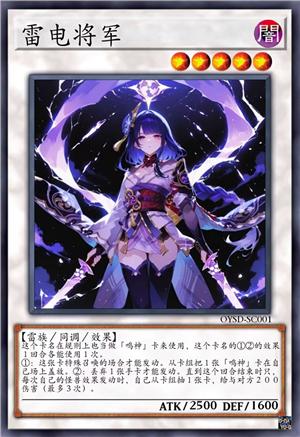 雷电将军
闇
OYSD-SC001
【雷族／同调／效果】
这个卡名在规则上也当做「鸣神」卡来使用，这个卡名的①②的效果
1回合各能使用1次。
①：这张卡特殊召唤的场合才能发动。从卡组把1张「鸣神」卡在自
己场上盖放。②：丢弃1张手卡才能发动。直到这个回合结束时只，
每次自己的怪兽效果发动时，自己从卡组抽1张卡，给与对方200
伤害（最多3次）。
ATK/2500 DEF/1600